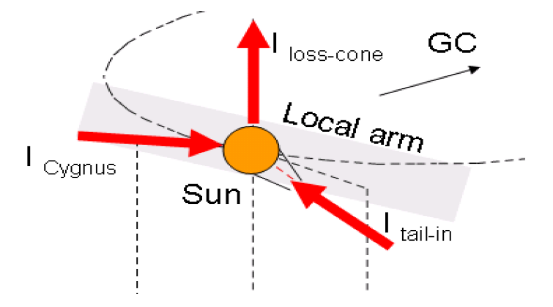 I loss-cone
GC
Local arm
I Cygnus
Sun
I tail-in